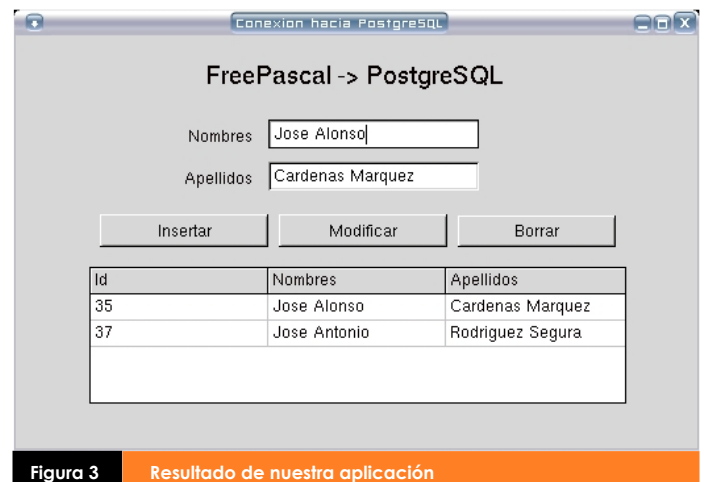 Conexion hacia PostgreSQL
FreePascal -> PostgreSQL
Nombres Jose Alonso
Apellidos Cardenas Marquez
Insertar Modificar Borrar
Id Nombres Apellidos
35 Jose Alonso Cardenas Marquez
37 Jose Antonio Rodriguez Segura
Figura 3 Resultado de nuestra aplicación